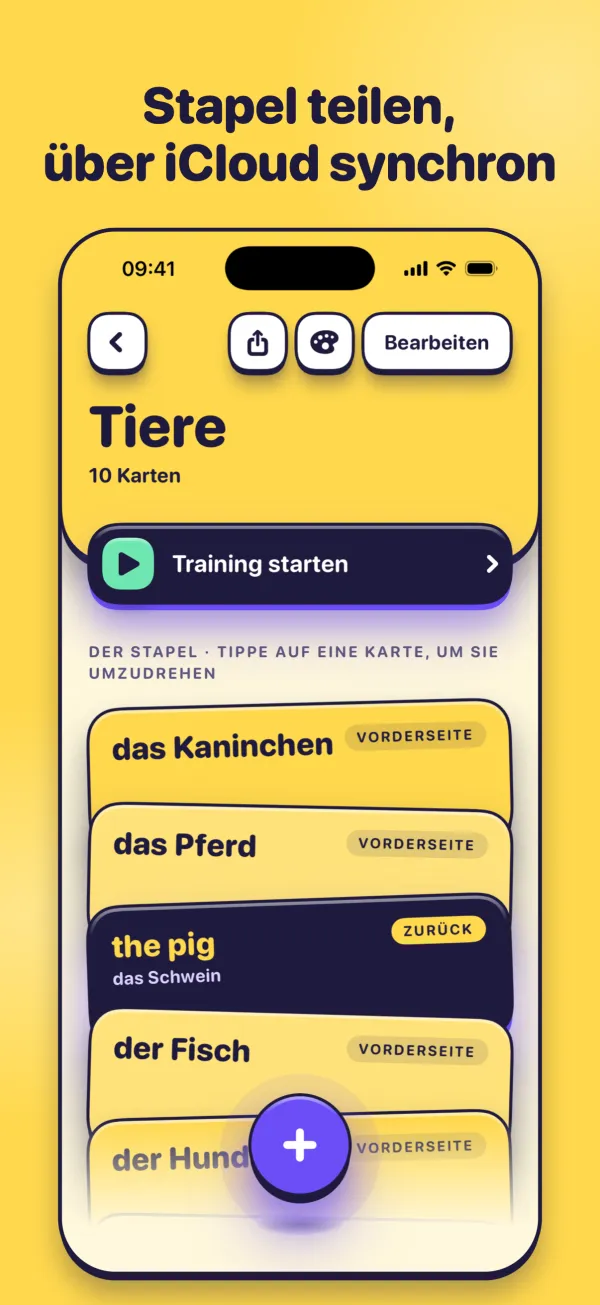 Stapel teilen,
über iCloud synchron
09:41
Bearbeiten
Tiere
10 Karten
Training starten
DER STAPEL · TIPPE AUF EINE KARTE, UM SIE
UMZUDREHEN
das Kaninchen VORDERSEITE
das Pferd VORDERSEITE
the pig ZURÜCK
das Schwein
der Fisch VORDERSEITE
der Hund VORDERSEITE